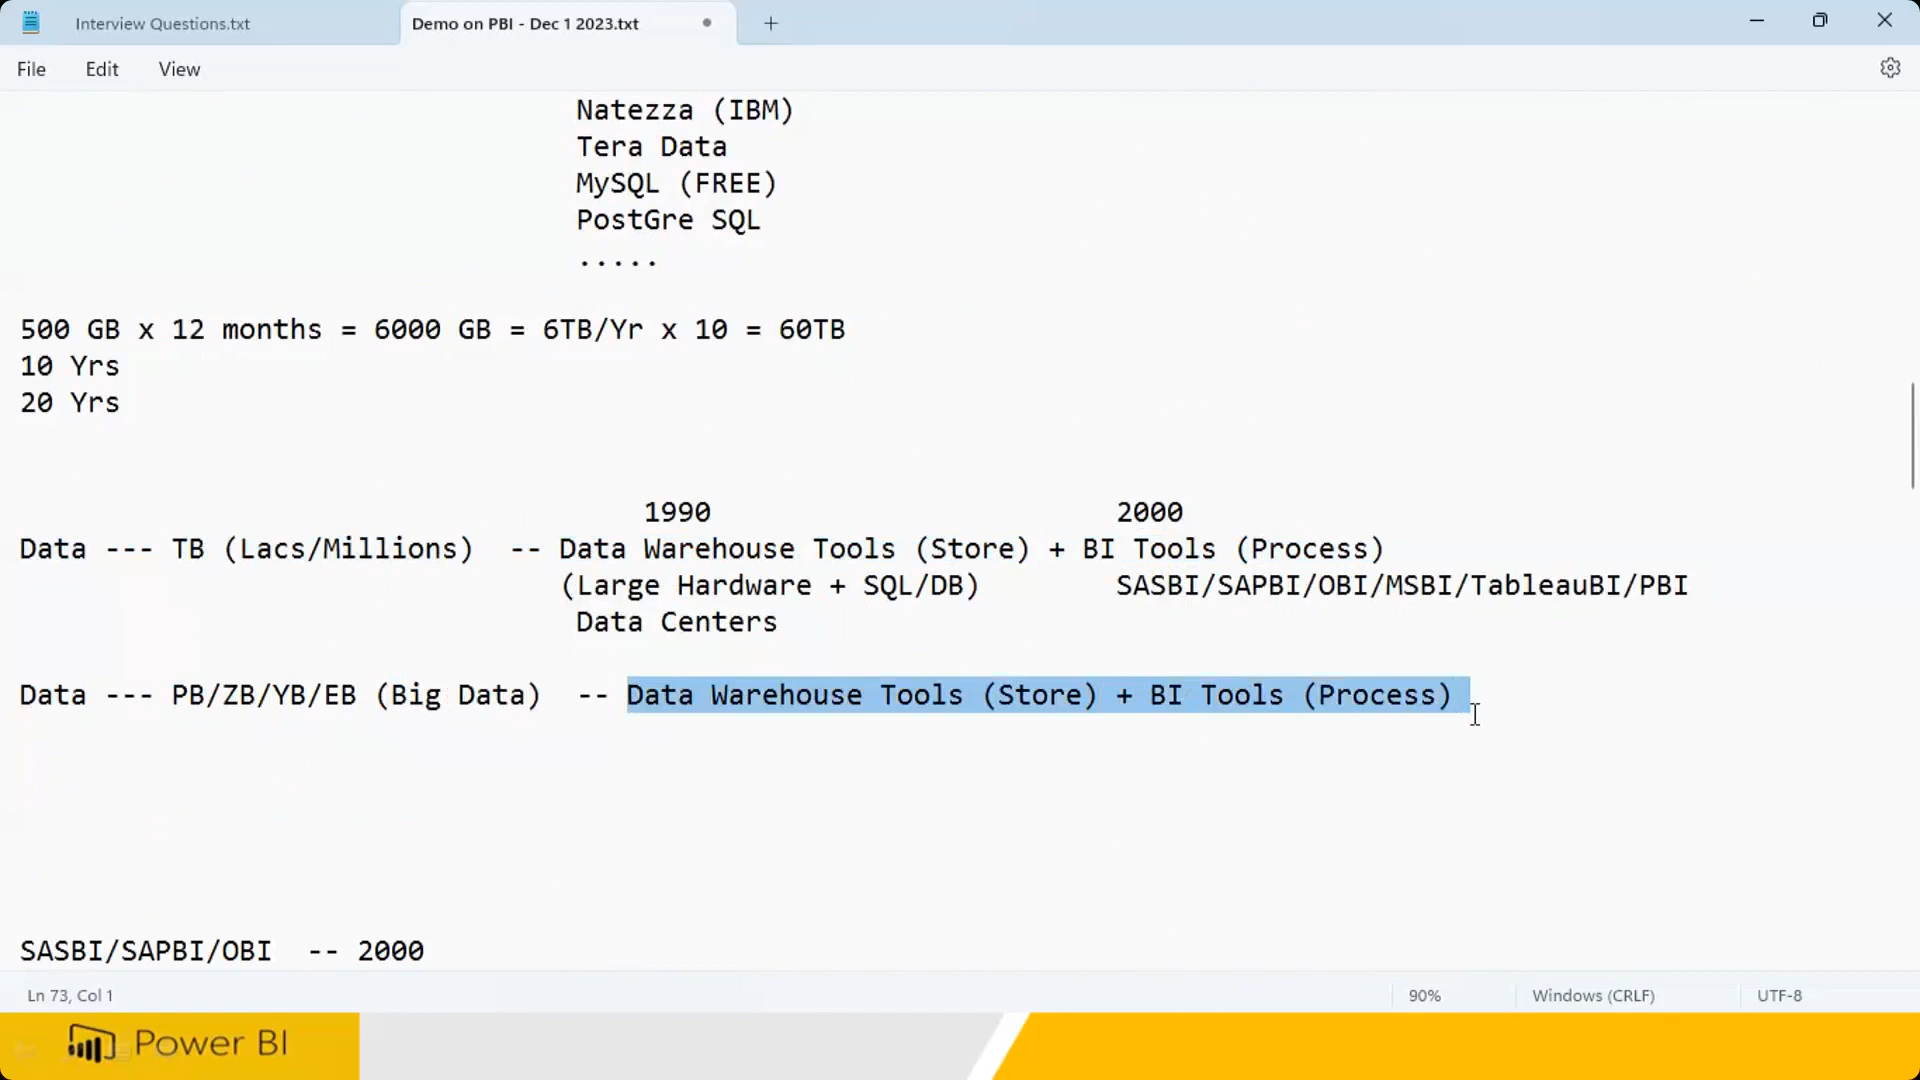 Interview Questions.txt
Demo on PBI - Dec 1 2023.txt
File Edit View
Natezza (IBM)
Tera Data
MySQL (FREE)
PostGre SQL
.....
500 GB x 12 months = 6000 GB = 6TB/Yr x 10 = 60TB
10 Yrs
20 Yrs
1990 2000
Data --- TB (Lacs/Millions) -- Data Warehouse Tools (Store) + BI Tools (Process)
(Large Hardware + SQL/DB) SASBI/SAPBI/OBI/MSBI/TableauBI/PBI
Data Centers
Data --- PB/ZB/YB/EB (Big Data) -- Data Warehouse Tools (Store) + BI Tools (Process)
SASBI/SAPBI/OBI -- 2000
Ln 73, Col 1 90% Windows (CRLF) UTF-8
Power BI